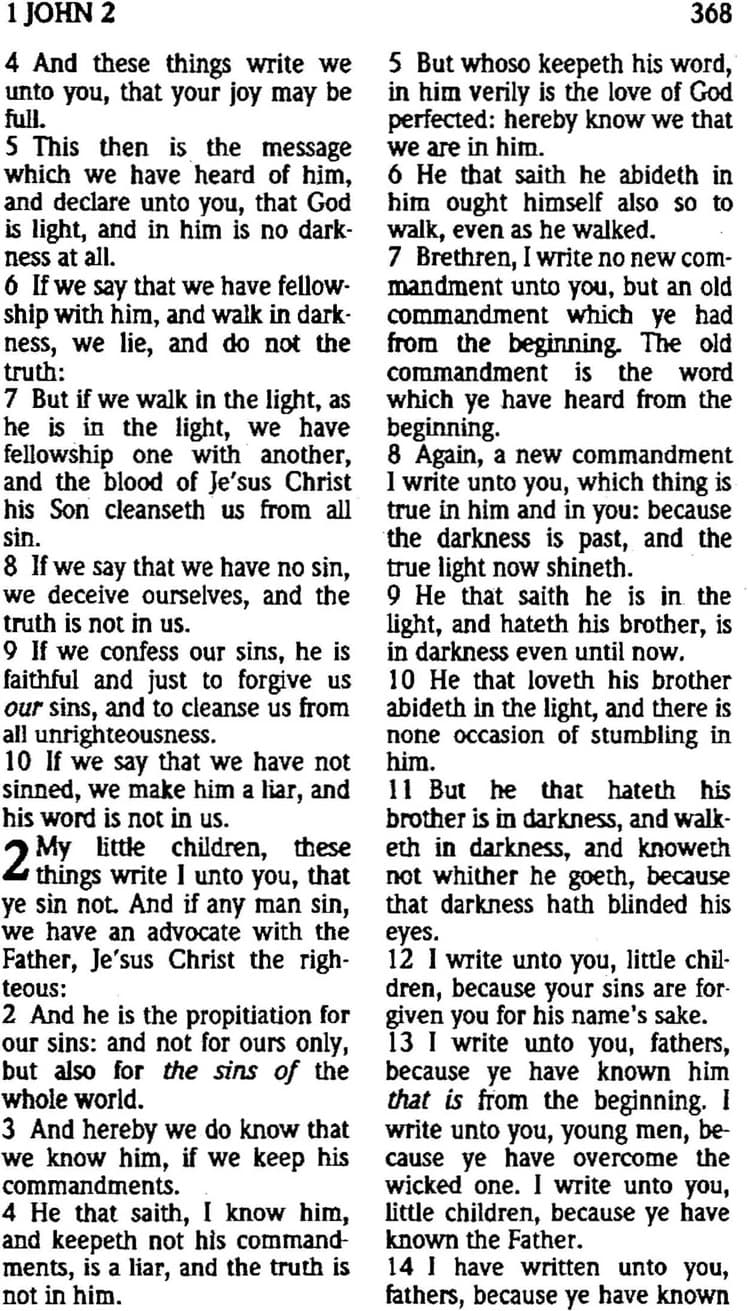 1 JOHN 2
368
4 And these things write we
unto you, that your joy may be
full.
5 This then is the message
which we have heard of him,
and declare unto you, that God
is light, and in him is no dark-
ness at all.
6 If we say that we have fellow-
ship with him, and walk in dark-
ness, we lie, and do not the
truth:
7 But if we walk in the light, as
he is in the light, we have
fellowship one with another,
and the blood of Je'sus Christ
his Son cleanseth us from all
sin.
8 If we say that we have no sin,
we deceive ourselves, and the
truth is not in us.
9 If we confess our sins, he is
faithful and just to forgive us
our sins, and to cleanse us from
all unrighteousness.
10 If we say that we have not
sinned, we make him a liar, and
his word is not in us.
2 My little children, these
things write I unto you, that
ye sin not. And if any man sin,
we have an advocate with the
Father, Je'sus Christ the righ-
teous:
2 And he is the propitiation for
our sins: and not for ours only,
but also for the sins of the
whole world.
3 And hereby we do know that
we know him, if we keep his
commandments.
4 He that saith, I know him,
and keepeth not his command-
ments, is a liar, and the truth is
not in him.
5 But whoso keepeth his word,
in him verily is the love of God
perfected: hereby know we that
we are in him.
6 He that saith he abideth in
him ought himself also so to
walk, even as he walked.
7 Brethren, I write no new com-
mandment unto you, but an old
commandment which ye had
from the beginning. The old
commandment is the word
which ye have heard from the
beginning.
8 Again, a new commandment
I write unto you, which thing is
true in him and in you: because
the darkness is past, and the
true light now shineth.
9 He that saith he is in the
light, and hateth his brother, is
in darkness even until now.
10 He that loveth his brother
abideth in the light, and there is
none occasion of stumbling in
him.
11 But he that hateth his
brother is in darkness, and walk-
eth in darkness, and knoweth
not whither he goeth, because
that darkness hath blinded his
eyes.
12 I write unto you, little chil-
dren, because your sins are for-
given you for his name's sake.
13 I write unto you, fathers,
because ye have known him
that is from the beginning. I
write unto you, young men, be-
cause ye have overcome the
wicked one. I write unto you,
little children, because ye have
known the Father.
14 I have written unto you,
fathers, because ye have known